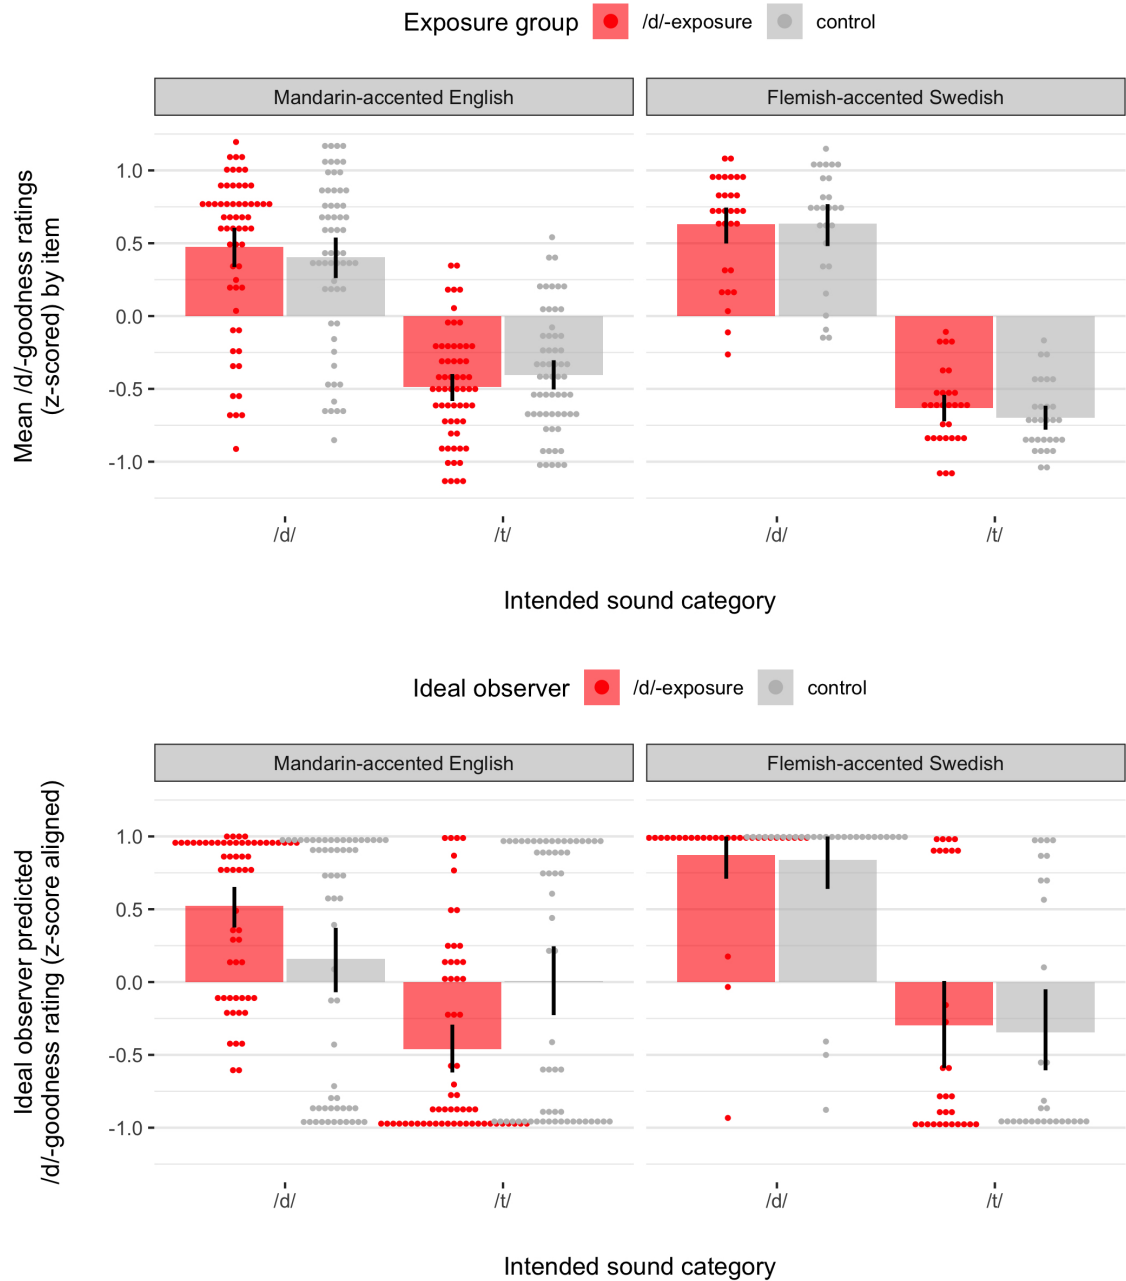 Exposure group /d/-exposure control
Mandarin-accented English Flemish-accented Swedish
Mean /d/-goodness ratings
(z-scored) by item
1.0
0.5
0.0
-0.5
-1.0
/d/ /t/ /d/ /t/
Intended sound category
Ideal observer /d/-exposure control
Mandarin-accented English Flemish-accented Swedish
Ideal observer predicted
/d/-goodness rating (z-score aligned)
1.0
0.5
0.0
-0.5
-1.0
/d/ /t/ /d/ /t/
Intended sound category